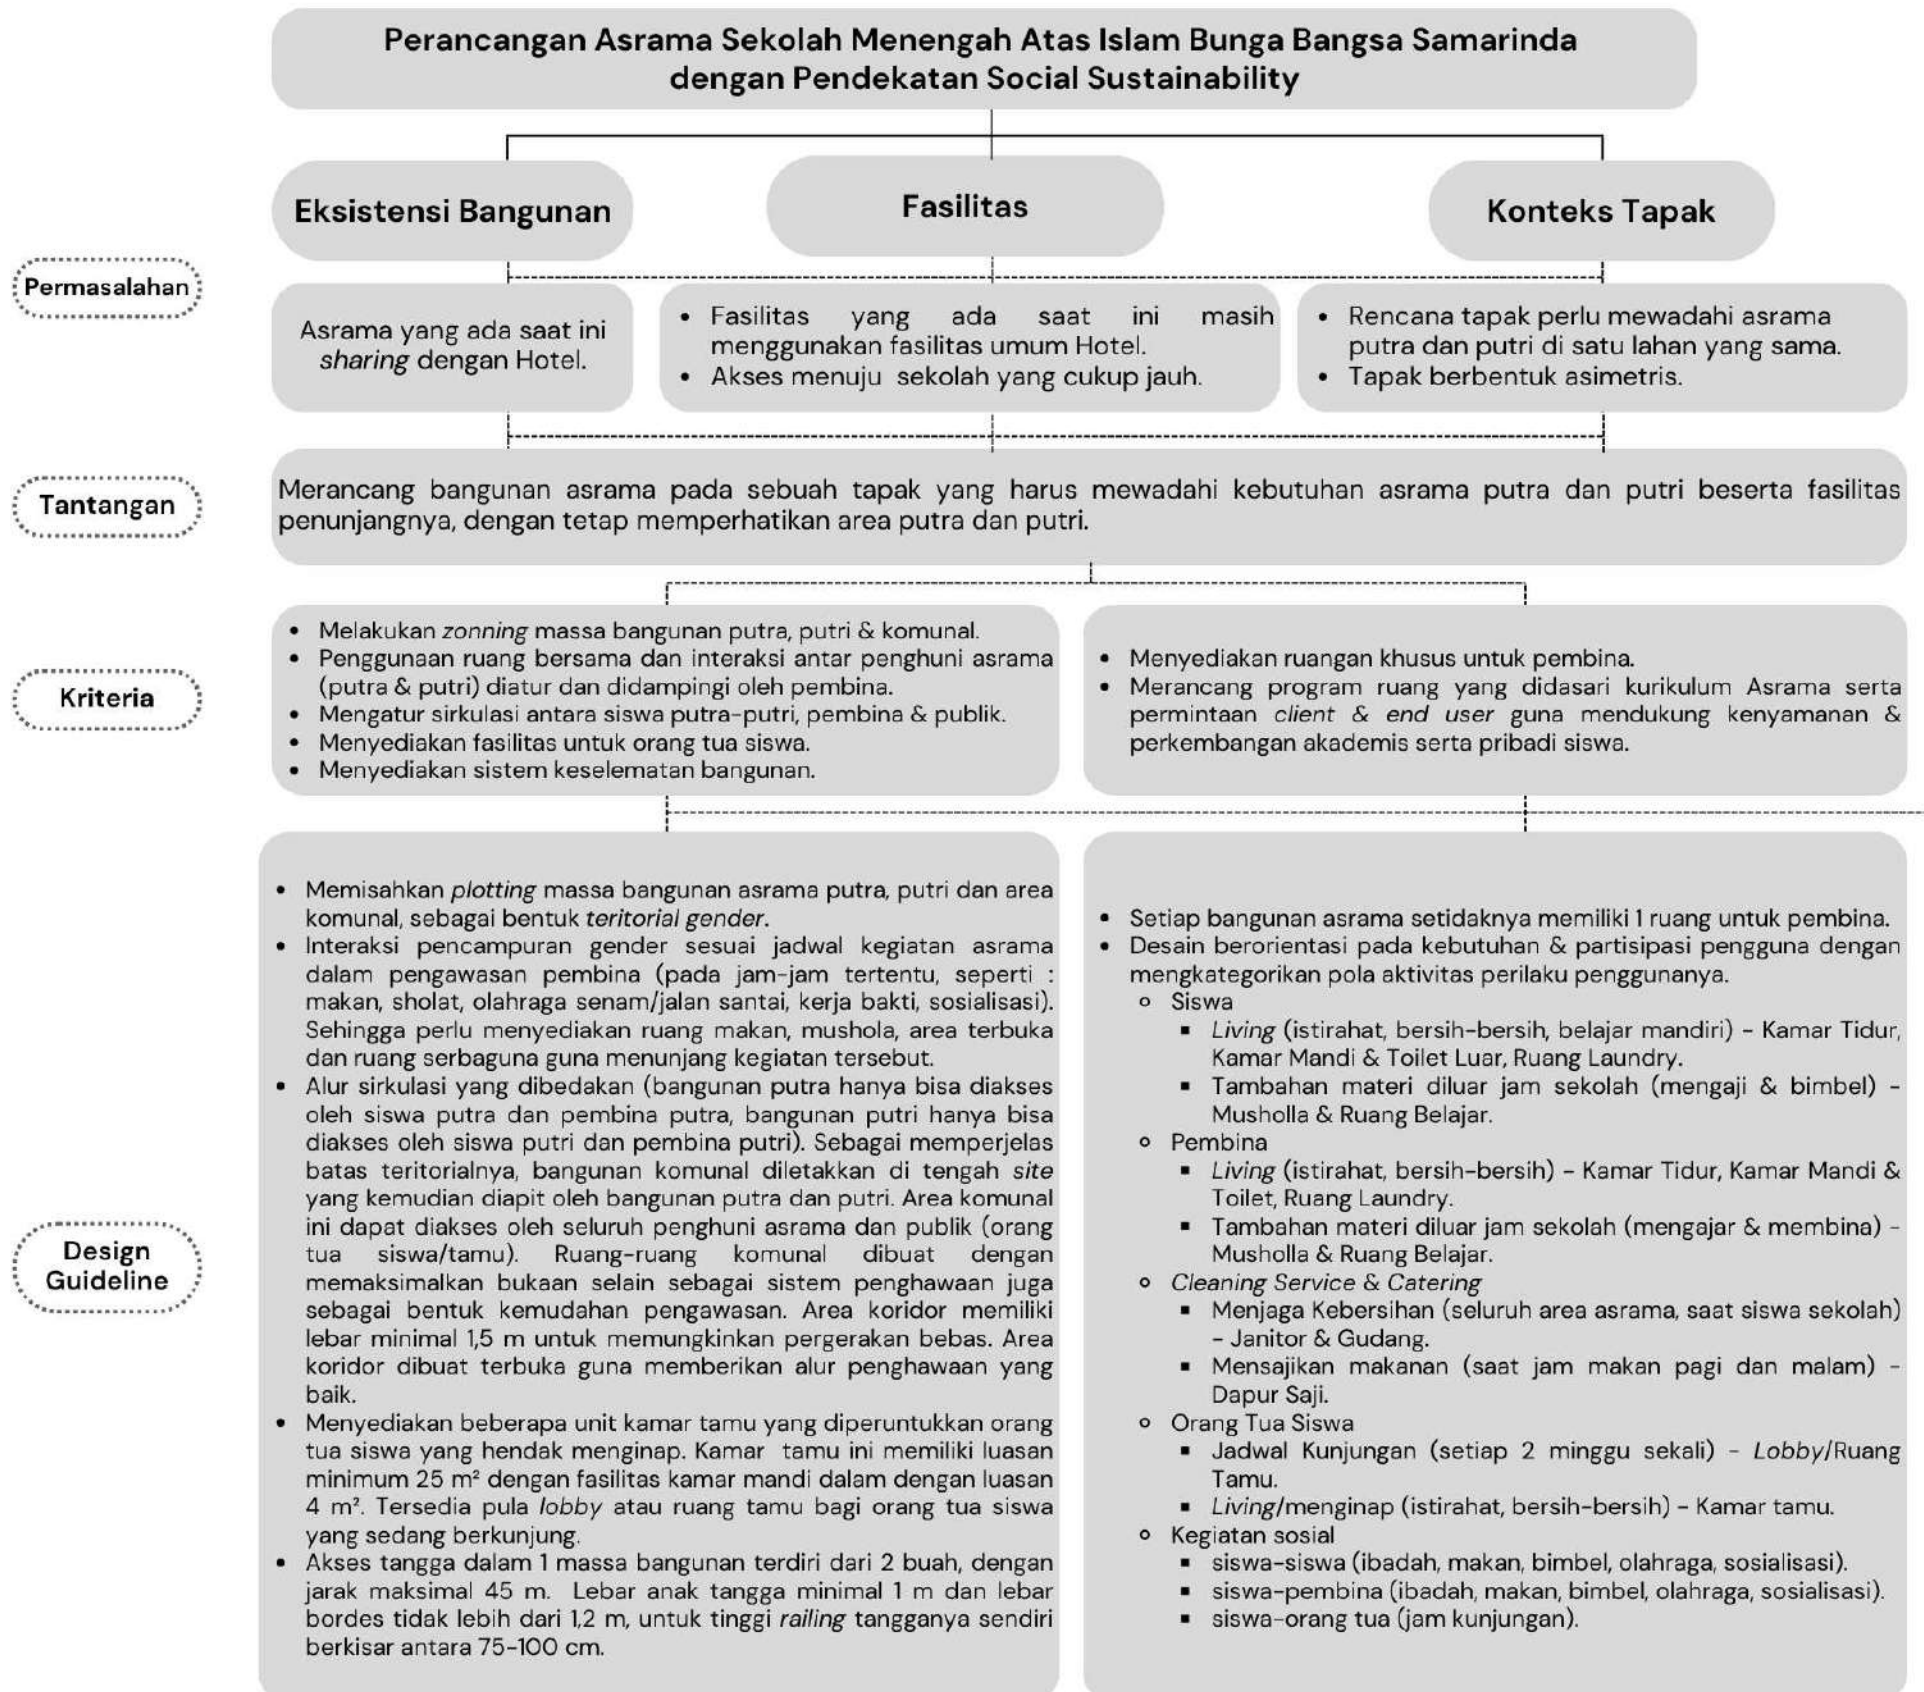 Perancangan Asrama Sekolah Menengah Atas Islam Bunga Bangsa Samarinda
dengan Pendekatan Social Sustainability
Eksistensi Bangunan
Fasilitas
Konteks Tapak
Permasalahan
Asrama yang ada saat ini
sharing dengan Hotel.
• Fasilitas yang ada saat ini masih
menggunakan fasilitas umum Hotel.
• Akses menuju sekolah yang cukup jauh.
• Rencana tapak perlu mewadahi asrama
putra dan putri di satu lahan yang sama.
• Tapak berbentuk asimetris.
Tantangan
Merancang bangunan asrama pada sebuah tapak yang harus mewadahi kebutuhan asrama putra dan putri beserta fasilitas
penunjangnya, dengan tetap memperhatikan area putra dan putri.
Kriteria
• Melakukan zonning massa bangunan putra, putri & komunal.
• Penggunaan ruang bersama dan interaksi antar penghuni asrama
(putra & putri) diatur dan didampingi oleh pembina.
• Mengatur sirkulasi antara siswa putra-putri, pembina & publik.
• Menyediakan fasilitas untuk orang tua siswa.
• Menyediakan sistem keselematan bangunan.
• Menyediakan ruangan khusus untuk pembina.
• Merancang program ruang yang didasari kurikulum Asrama serta
permintaan client & end user guna mendukung kenyamanan &
perkembangan akademis serta pribadi siswa.
Design
Guideline
• Memisahkan plotting massa bangunan asrama putra, putri dan area
komunal, sebagai bentuk teritorial gender.
• Interaksi pencampuran gender sesuai jadwal kegiatan asrama
dalam pengawasan pembina (pada jam-jam tertentu, seperti :
makan, sholat, olahraga senam/jalan santai, kerja bakti, sosialisasi).
Sehingga perlu menyediakan ruang makan, mushola, area terbuka
dan ruang serbaguna guna menunjang kegiatan tersebut.
• Alur sirkulasi yang dibedakan (bangunan putra hanya bisa diakses
oleh siswa putra dan pembina putra, bangunan putri hanya bisa
diakses oleh siswa putri dan pembina putri). Sebagai memperjelas
batas teritorialnya, bangunan komunal diletakkan di tengah site
yang kemudian diapit oleh bangunan putra dan putri. Area komunal
ini dapat diakses oleh seluruh penghuni asrama dan publik (orang
tua siswa/tamu). Ruang-ruang komunal dibuat dengan
memaksimalkan bukaan selain sebagai sistem penghawaan juga
sebagai bentuk kemudahan pengawasan. Area koridor memiliki
lebar minimal 1,5 m untuk memungkinkan pergerakan bebas. Area
koridor dibuat terbuka guna memberikan alur penghawaan yang
baik.
• Menyediakan beberapa unit kamar tamu yang diperuntukkan orang
tua siswa yang hendak menginap. Kamar tamu ini memiliki luasan
minimum 25 m² dengan fasilitas kamar mandi dalam dengan luasan
4 m². Tersedia pula lobby atau ruang tamu bagi orang tua siswa
yang sedang berkunjung.
• Akses tangga dalam 1 massa bangunan terdiri dari 2 buah, dengan
jarak maksimal 45 m. Lebar anak tangga minimal 1 m dan lebar
bordes tidak lebih dari 1,2 m, untuk tinggi railing tangganya sendiri
berkisar antara 75-100 cm.
• Setiap bangunan asrama setidaknya memiliki 1 ruang untuk pembina.
• Desain berorientasi pada kebutuhan & partisipasi pengguna dengan
mengkategorikan pola aktivitas perilaku penggunanya.
○ Siswa
▪ Living (istirahat, bersih-bersih, belajar mandiri) - Kamar Tidur,
Kamar Mandi & Toilet Luar, Ruang Laundry.
▪ Tambahan materi diluar jam sekolah (mengaji & bimbel) -
Musholla & Ruang Belajar.
○ Pembina
▪ Living (istirahat, bersih-bersih) - Kamar Tidur, Kamar Mandi &
Toilet, Ruang Laundry.
▪ Tambahan materi diluar jam sekolah (mengajar & membina) -
Musholla & Ruang Belajar.
○ Cleaning Service & Catering
▪ Menjaga Kebersihan (seluruh area asrama, saat siswa sekolah)
- Janitor & Gudang.
▪ Mensajikan makanan (saat jam makan pagi dan malam) -
Dapur Saji.
○ Orang Tua Siswa
▪ Jadwal Kunjungan (setiap 2 minggu sekali) - Lobby/Ruang
Tamu.
▪ Living/menginap (istirahat, bersih-bersih) - Kamar tamu.
○ Kegiatan sosial
▪ siswa-siswa (ibadah, makan, bimbel, olahraga, sosialisasi).
▪ siswa-pembina (ibadah, makan, bimbel, olahraga, sosialisasi).
▪ siswa-orang tua (jam kunjungan).